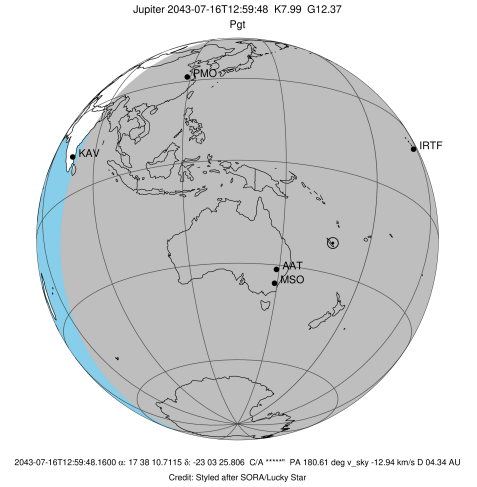 Jupiter 2043-07-16T12:59:48 K7.99 G12.37
Pgt
PMO
KAV
IRTF
AAT
MSO
2043-07-16T12:59:48.1600 α: 17 38 10.7115 δ: -23 03 25.806 C/A *****" PA 180.61 deg v_sky -12.94 km/s D 04.34 AU
Credit: Styled after SORA/Lucky Star